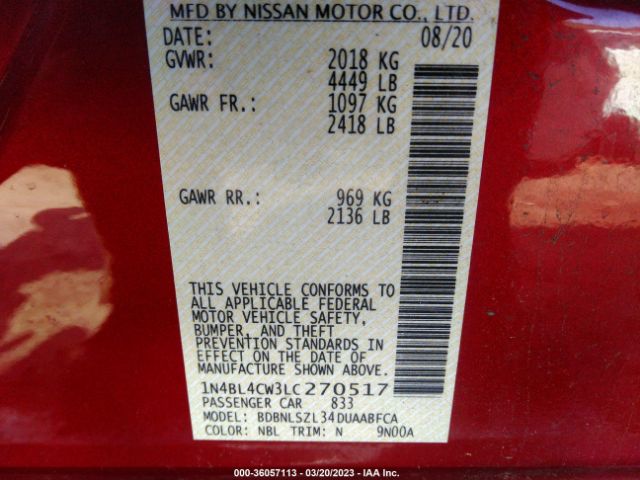 MFD BY NISSAN MOTOR CO., LTD.
DATE: 08/20
GVWR: 2018 KG
4449 LB
GAWR FR.: 1097 KG
2418 LB
GAWR RR.: 969 KG
2136 LB
THIS VEHICLE CONFORMS TO
ALL APPLICABLE FEDERAL
MOTOR VEHICLE SAFETY,
BUMPER, AND THEFT
PREVENTION STANDARDS IN
EFFECT ON THE DATE OF
MANUFACTURE SHOWN ABOVE.
1N4BL4CW3LC270517
PASSENGER CAR 833
MODEL: BDBNLSZL34DUAABFCA
COLOR: NBL TRIM: N 9N00A
000-36057113 — 03/20/2023 — IAA Inc.